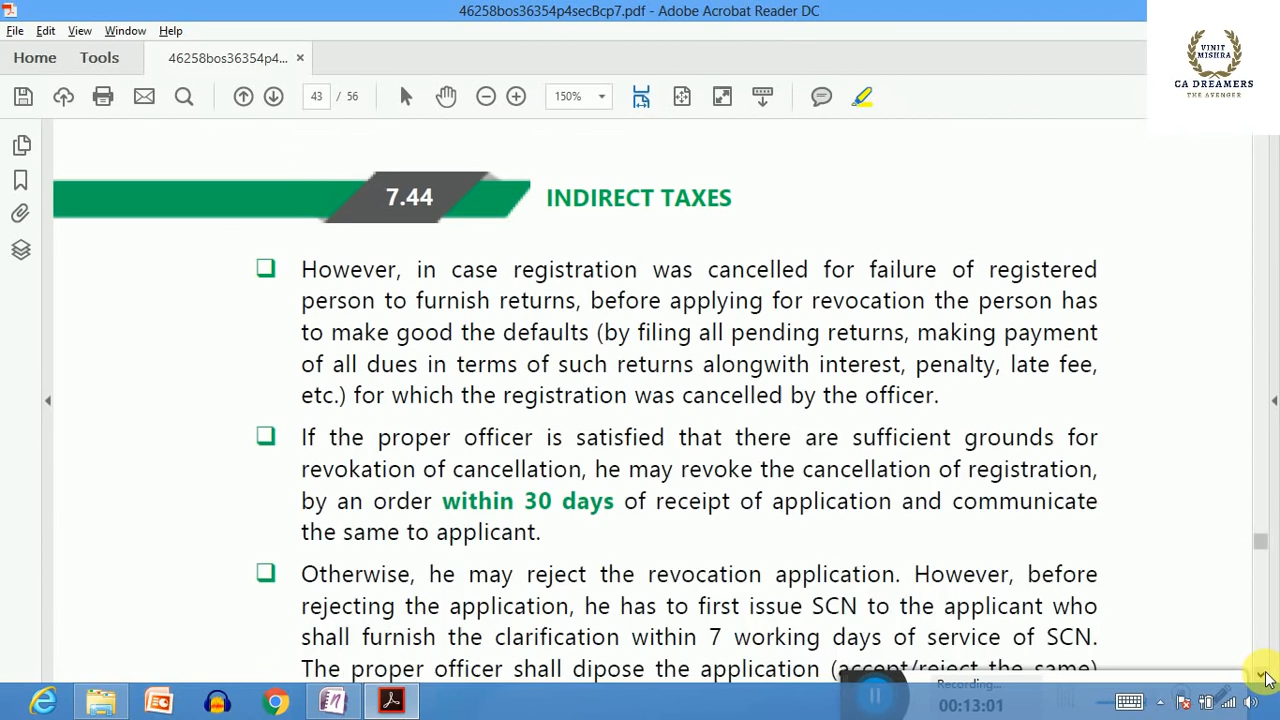 46258bos36354p4secBcp7.pdf - Adobe Acrobat Reader DC
File Edit View Window Help
Home Tools 46258bos36354p4... ×
43 / 56 150%
VINIT
MISHRA
CA DREAMERS
THE AVENGER
7.44 INDIRECT TAXES
However, in case registration was cancelled for failure of registered
person to furnish returns, before applying for revocation the person has
to make good the defaults (by filing all pending returns, making payment
of all dues in terms of such returns alongwith interest, penalty, late fee,
etc.) for which the registration was cancelled by the officer.
If the proper officer is satisfied that there are sufficient grounds for
revokation of cancellation, he may revoke the cancellation of registration,
by an order within 30 days of receipt of application and communicate
the same to applicant.
Otherwise, he may reject the revocation application. However, before
rejecting the application, he has to first issue SCN to the applicant who
shall furnish the clarification within 7 working days of service of SCN.
The proper officer shall dipose the application (accept/reject the same)
Recording...
00:13:01